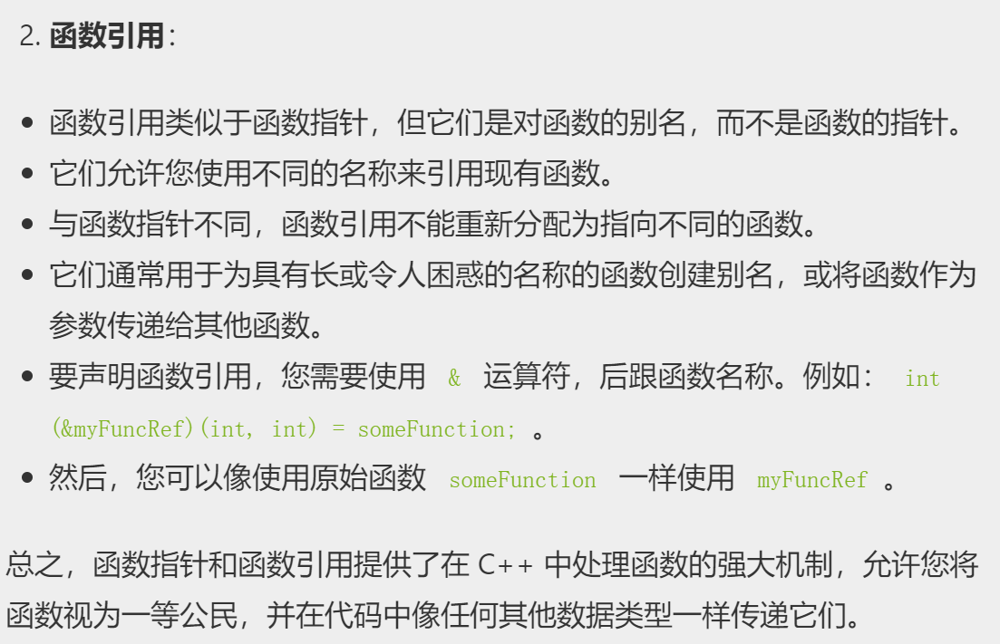 2. 函数引用：
函数引用类似于函数指针，但它们是对函数的别名，而不是函数的指针。
它们允许您使用不同的名称来引用现有函数。
与函数指针不同，函数引用不能重新分配为指向不同的函数。
它们通常用于为具有长或令人困惑的名称的函数创建别名，或将函数作为
参数传递给其他函数。
要声明函数引用，您需要使用 & 运算符，后跟函数名称。例如： int
(&myFuncRef)(int, int) = someFunction; 。
然后，您可以像使用原始函数 someFunction 一样使用 myFuncRef 。
总之，函数指针和函数引用提供了在 C++ 中处理函数的强大机制，允许您将
函数视为一等公民，并在代码中像任何其他数据类型一样传递它们。